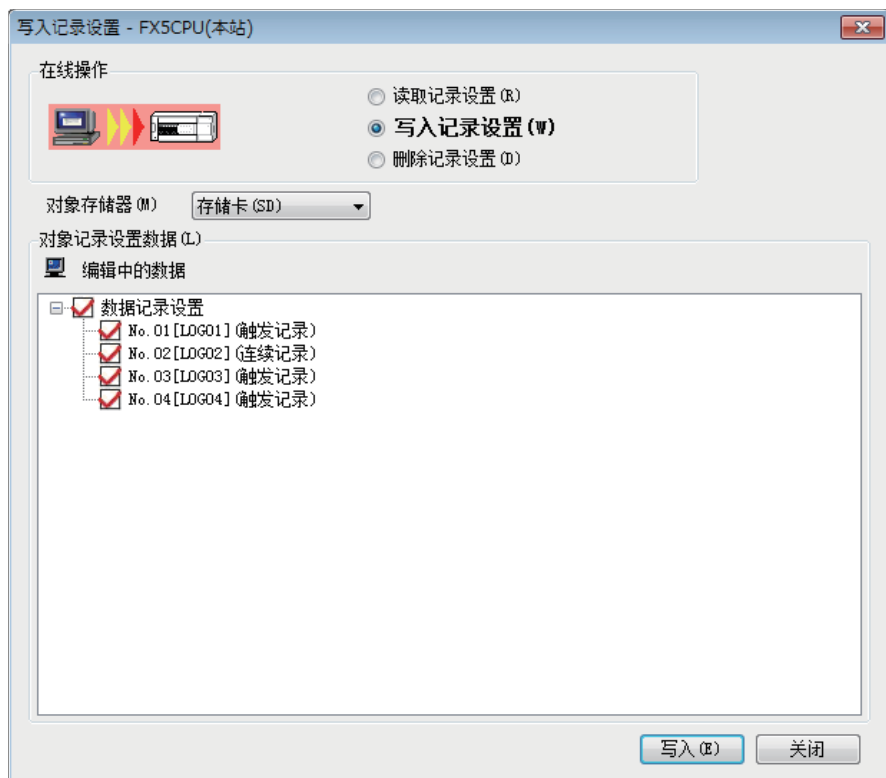 写入记录设置 - FX5CPU(本站)
在线操作
读取记录设置(R)
写入记录设置(W)
删除记录设置(D)
对象存储器(M) 存储卡(SD)
对象记录设置数据(L)
编辑中的数据
数据记录设置
No.01[LOG01](触发记录)
No.02[LOG02](连续记录)
No.03[LOG03](触发记录)
No.04[LOG04](触发记录)
写入(E) 关闭